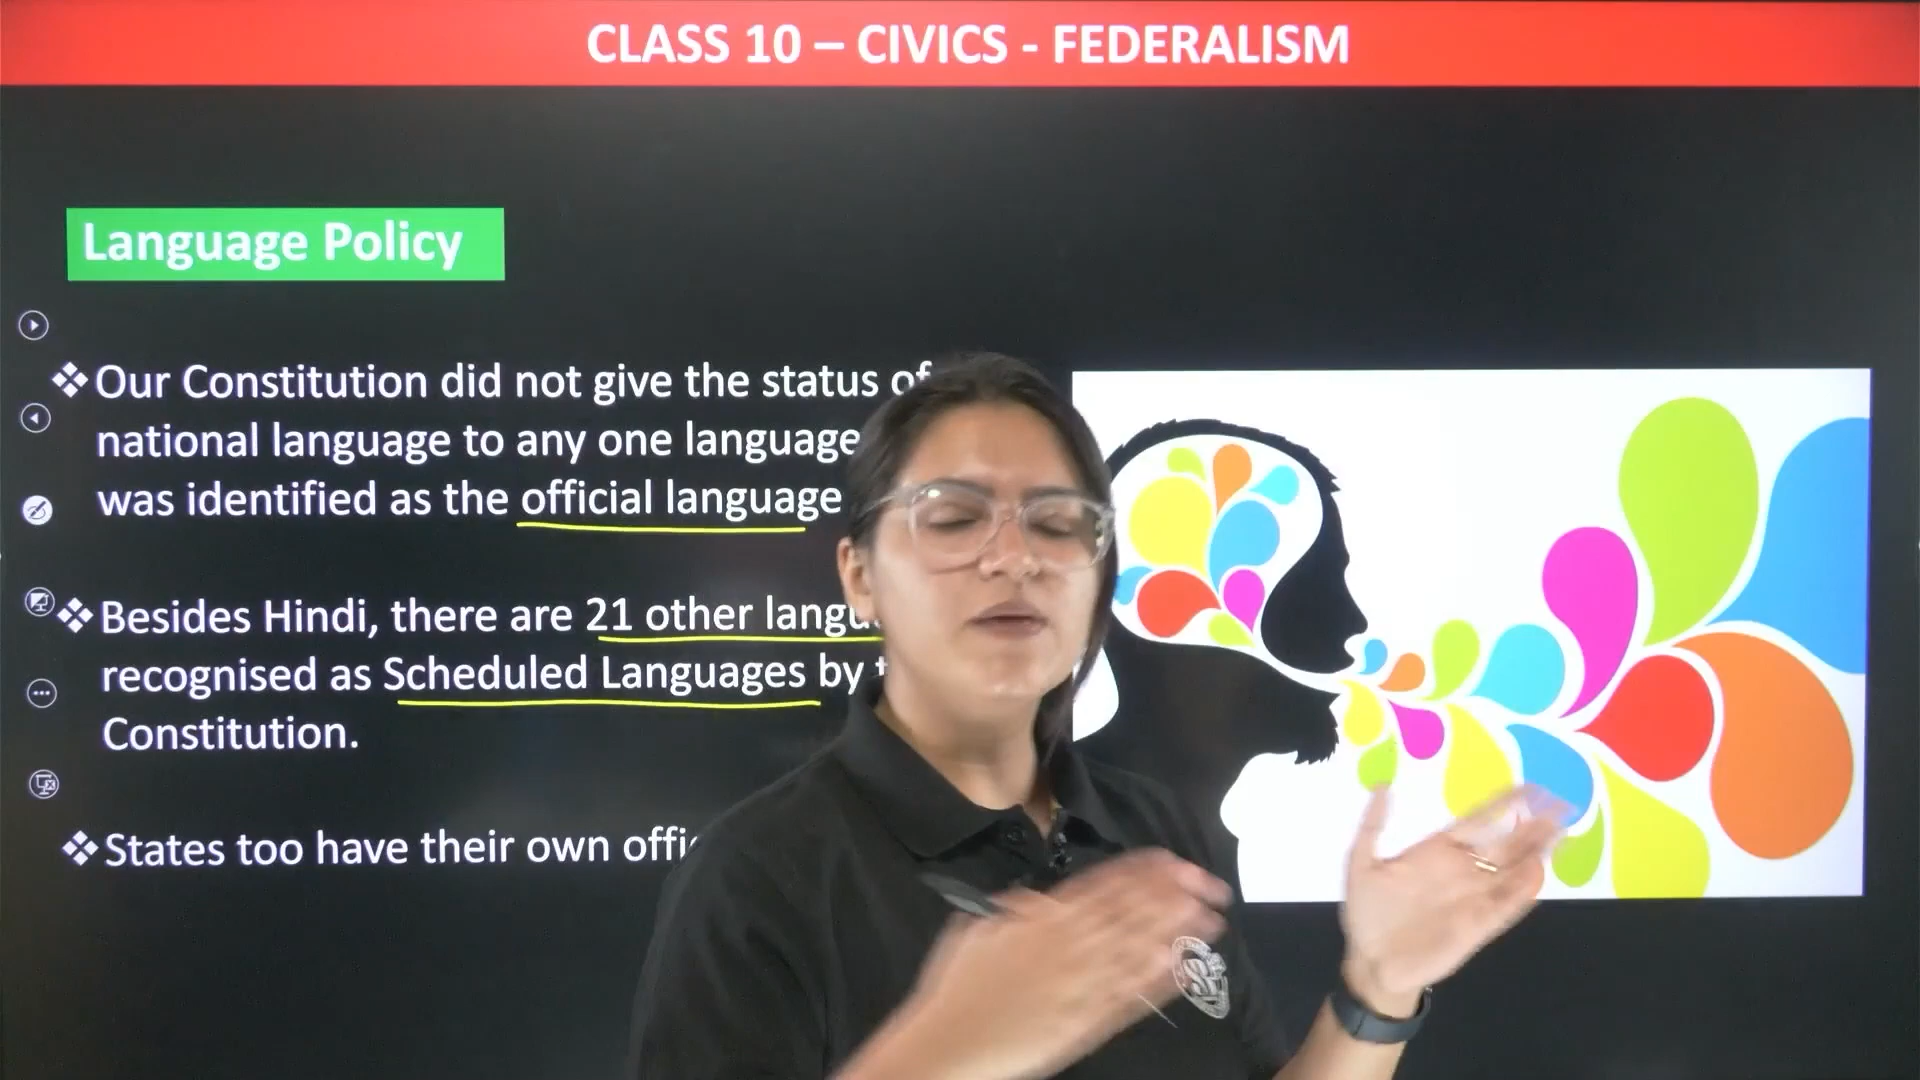 CLASS 10 – CIVICS - FEDERALISM
Language Policy
❖Our Constitution did not give the status of
national language to any one language
was identified as the official language
❖Besides Hindi, there are 21 other
recognised as Scheduled Languages by
Constitution.
❖States too have their own